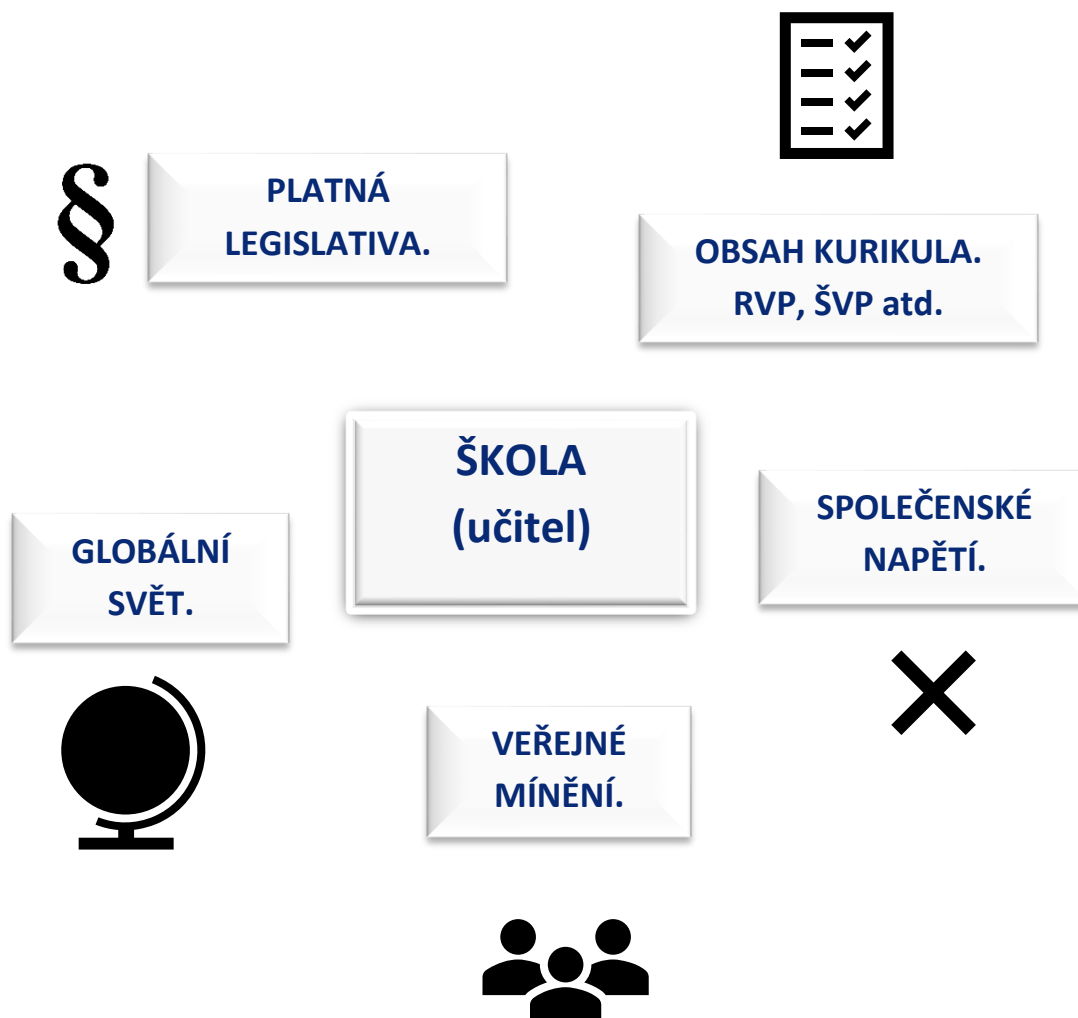 §
PLATNÁ
LEGISLATIVA.
OBSAH KURIKULA.
RVP, ŠVP atd.
ŠKOLA
(učitel)
SPOLEČENSKÉ
NAPĚTÍ.
GLOBÁLNÍ
SVĚT.
VEŘEJNÉ
MÍNĚNÍ.